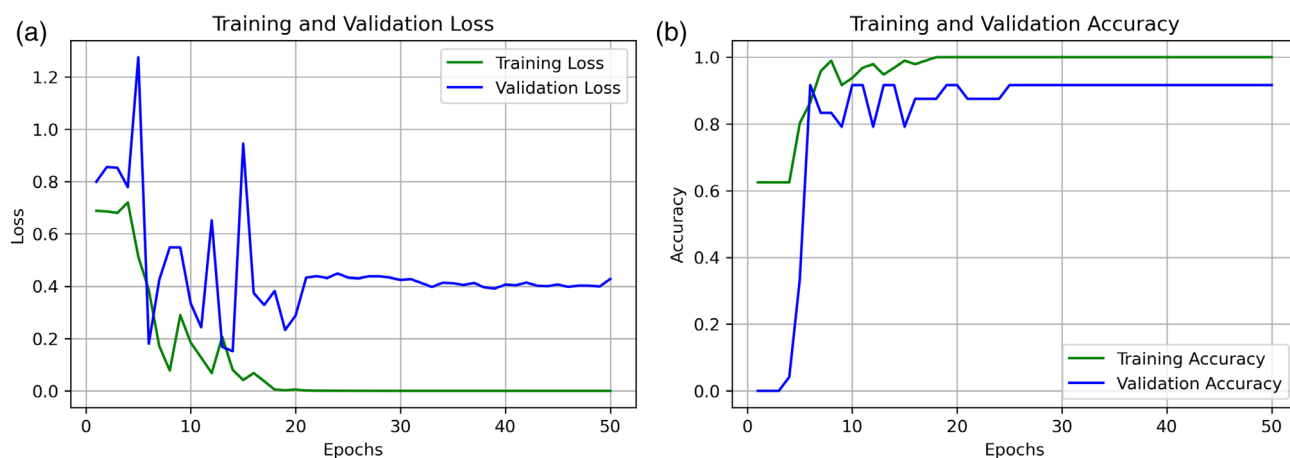 (a)
Training and Validation Loss
Training Loss
Validation Loss
Loss
1.2
1.0
0.8
0.6
0.4
0.2
0.0
0 10 20 30 40 50
Epochs
(b)
Training and Validation Accuracy
Accuracy
1.0
0.8
0.6
0.4
0.2
0.0
Training Accuracy
Validation Accuracy
0 10 20 30 40 50
Epochs